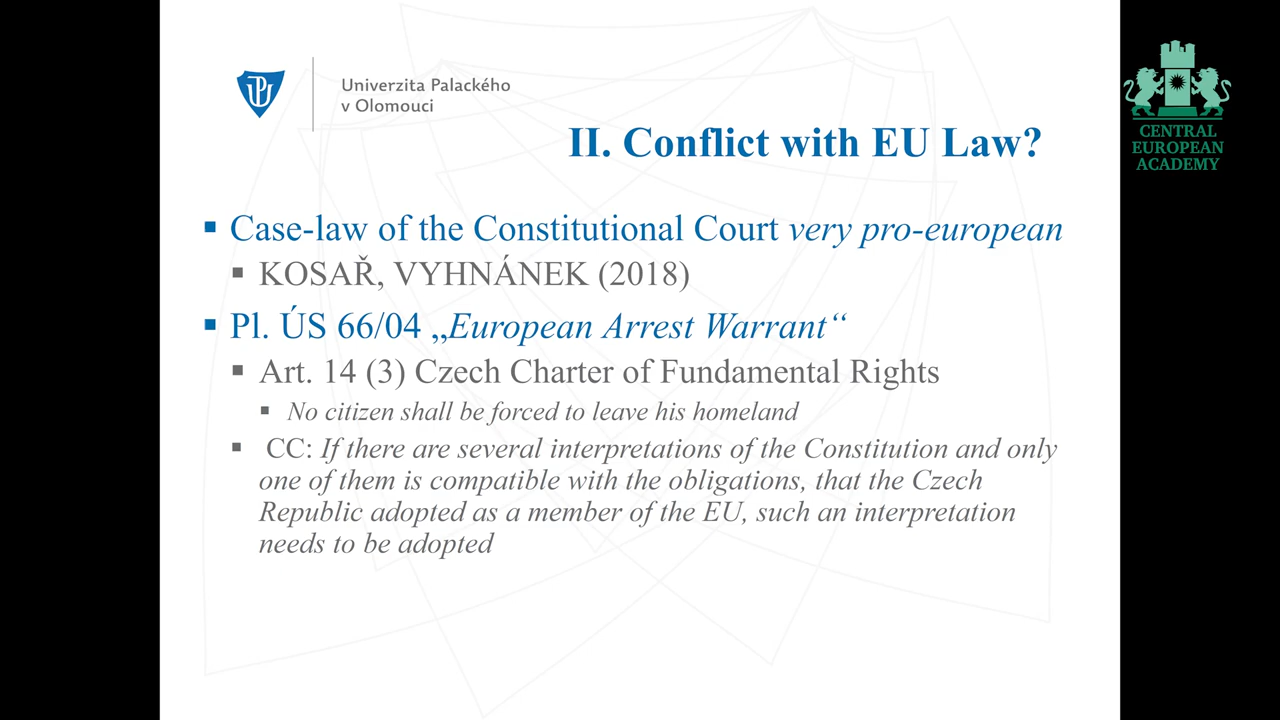 Univerzita Palackého
v Olomouci
II. Conflict with EU Law?
CENTRAL
EUROPEAN
ACADEMY
▪ Case-law of the Constitutional Court very pro-european
▪ KOSAŘ, VYHNÁNEK (2018)
▪ Pl. ÚS 66/04 „European Arrest Warrant“
▪ Art. 14 (3) Czech Charter of Fundamental Rights
▪ No citizen shall be forced to leave his homeland
▪ CC: If there are several interpretations of the Constitution and only
one of them is compatible with the obligations, that the Czech
Republic adopted as a member of the EU, such an interpretation
needs to be adopted